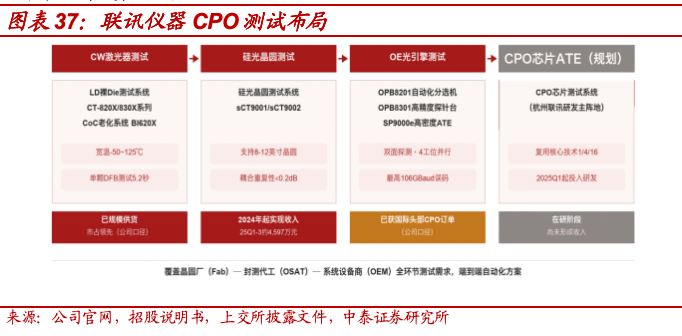 图表 37：联讯仪器 CPO 测试布局
CW激光器测试
硅光晶圆测试
OE光引擎测试
CPO芯片ATE（规划）
LD裸Die测试系统
CT-820X/830X系列
CoC老化系统 BI620X
宽温-50~125℃
单颗DFB测试5.2秒
已规模供货
市占领先（公司口径）
硅光晶圆测试系统
sCT9001/sCT9002
支持8-12英寸晶圆
耦合重复性<0.2dB
2024年起实现收入
25Q1-3约4,597万元
OPB8201自动化分选机
OPB8301高精度探针台
SP9000e高密度ATE
双面探测·4工位并行
最高106GBaud误码
已获国际头部CPO订单
（公司口径）
CPO芯片测试系统
（杭州联讯研发主阵地）
复用核心技术1/4/16
2025Q1起投入研发
在研阶段
尚未形成收入
覆盖晶圆厂（Fab）— 封测代工（OSAT）— 系统设备商（OEM）全环节测试需求，端到端自动化方案
来源：公司官网，招股说明书，上交所披露文件，中泰证券研究所